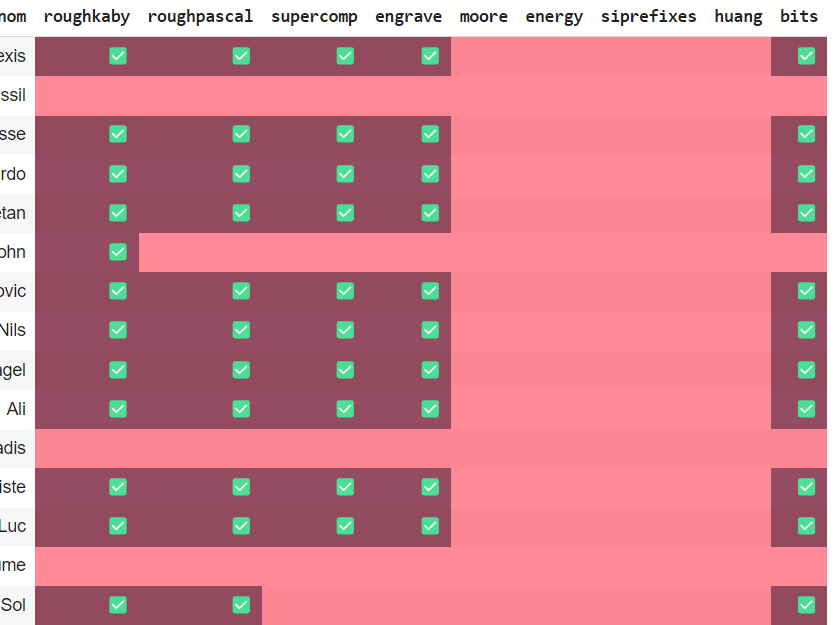 nom roughkaby roughpascal supercomp engrave moore energy siprefixes huang bits
exis ✅ ✅ ✅ ✅ ✅
ssil
sse ✅ ✅ ✅ ✅ ✅
rdo ✅ ✅ ✅ ✅ ✅
etan ✅ ✅ ✅ ✅ ✅
ohn ✅
ovic ✅ ✅ ✅ ✅ ✅
Nils ✅ ✅ ✅ ✅ ✅
ngel ✅ ✅ ✅ ✅ ✅
Ali ✅ ✅ ✅ ✅ ✅
adis
iste ✅ ✅ ✅ ✅ ✅
Luc ✅ ✅ ✅ ✅ ✅
ume
Sol ✅ ✅ ✅